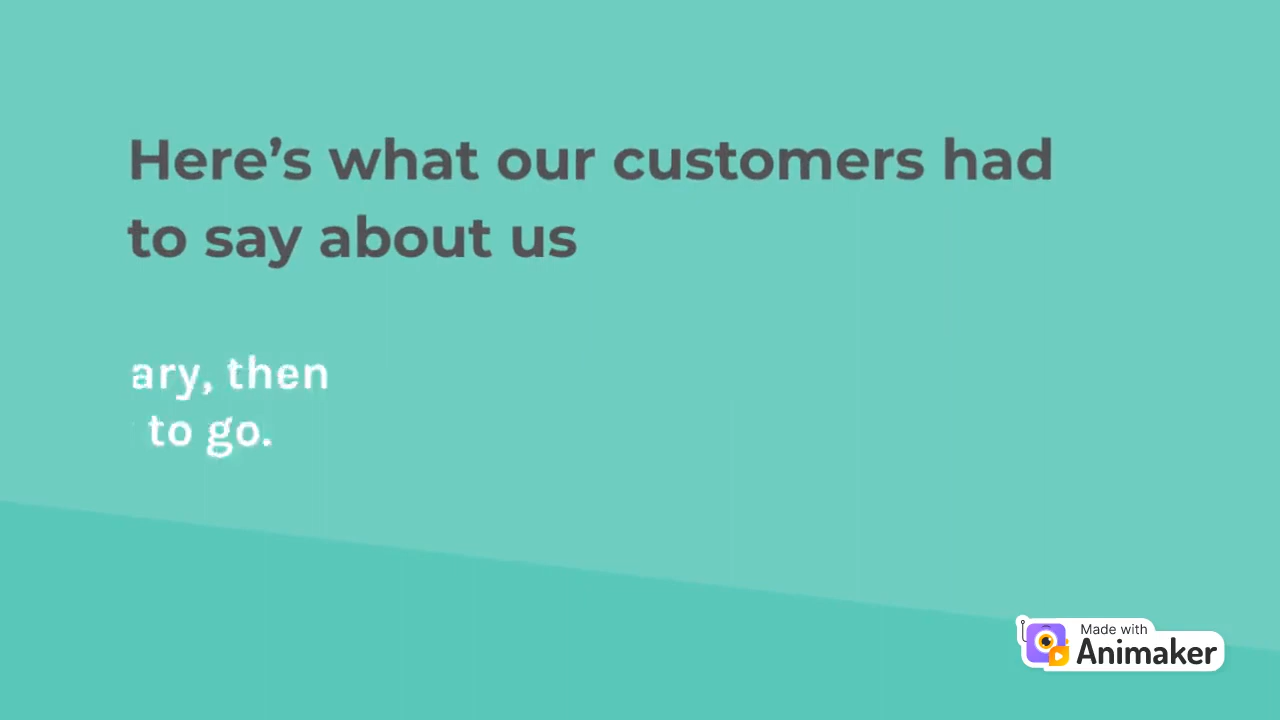 Here's what our customers had
to say about us
ary, then
to go.
Made with
Animaker